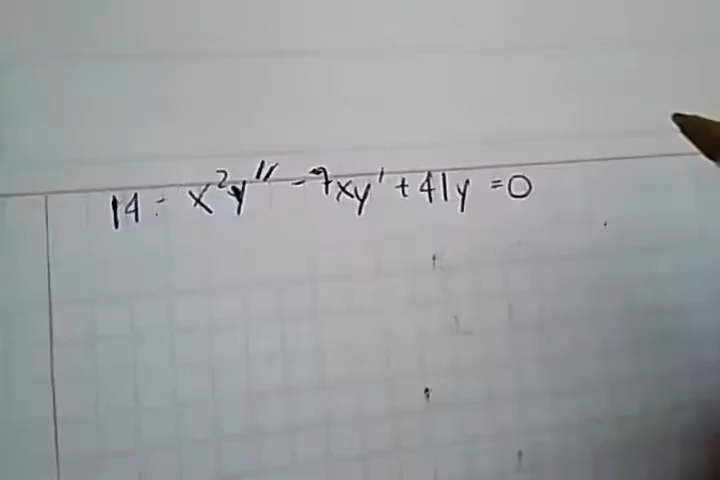 14.- x²y'' - 7xy' + 41y = 0